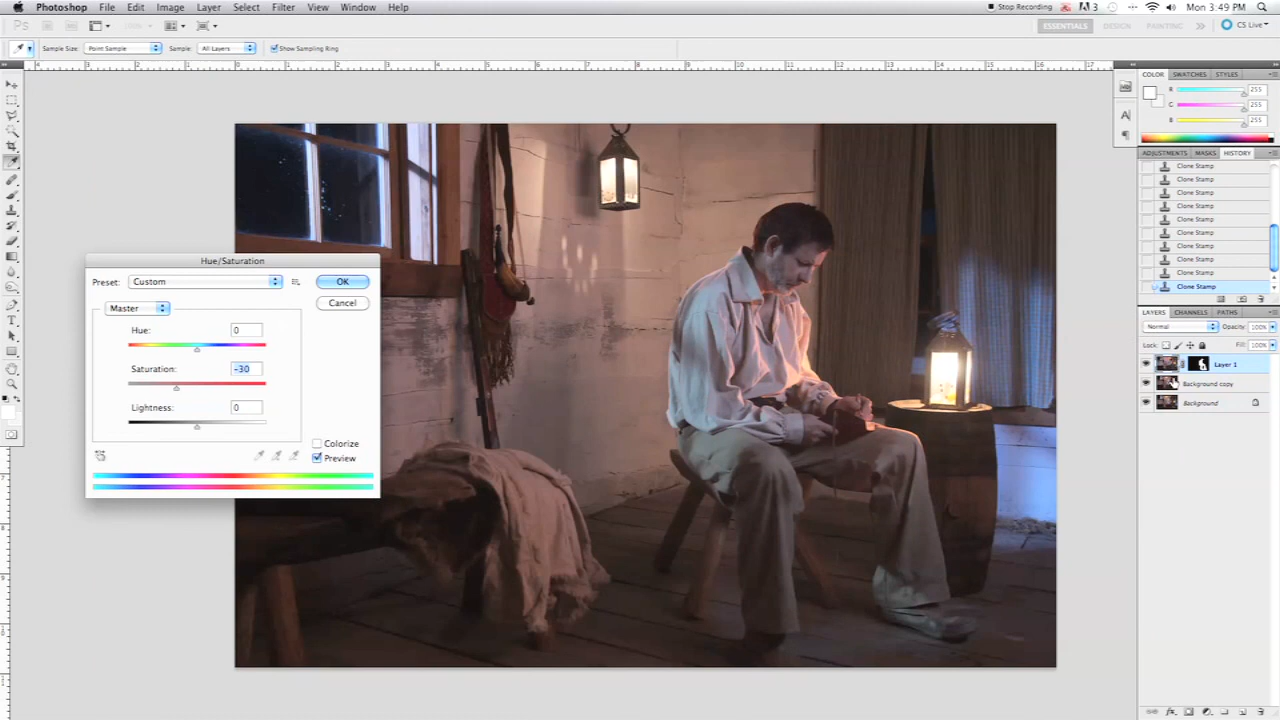 Photoshop File Edit Image Layer Select Filter View Window Help Stop Recording 3 Mon 3:49 PM
Ps ESSENTIALS DESIGN PAINTING CS Live
Sample Size: Point Sample Sample: All Layers Show Sampling Ring
COLOR SWATCHES STYLES
R 255
G 255
B 255
ADJUSTMENTS MASKS HISTORY
Clone Stamp
Clone Stamp
Clone Stamp
Clone Stamp
Clone Stamp
Clone Stamp
Clone Stamp
Clone Stamp
Clone Stamp
Clone Stamp
LAYERS CHANNELS PATHS
Normal Opacity: 100%
Lock: Fill: 100%
Layer 1
Background copy
Background
Hue/Saturation
Preset: Custom OK
Cancel
Master
Hue: 0
Saturation: -30
Lightness: 0
Colorize
Preview